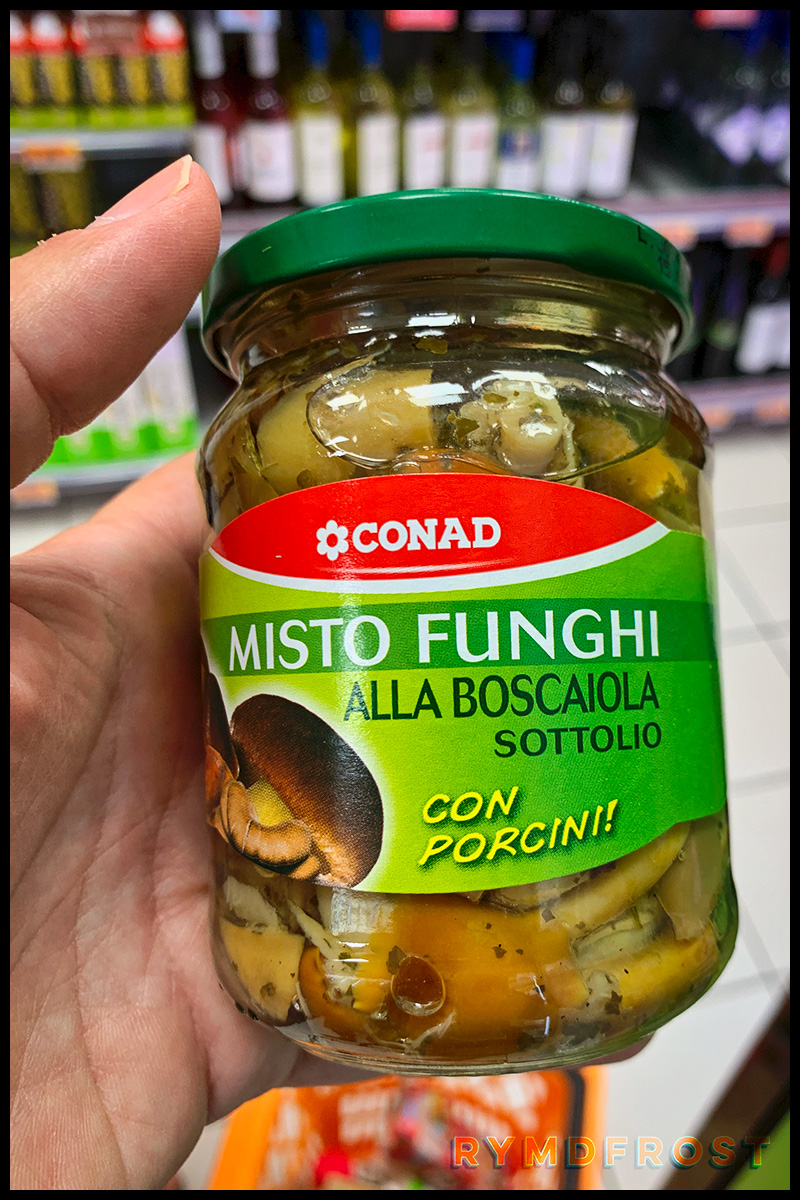 CONAD
MISTO FUNGHI
ALLA BOSCAIOLA
SOTTOLIO
CON
PORCINI!
RYMDFROST